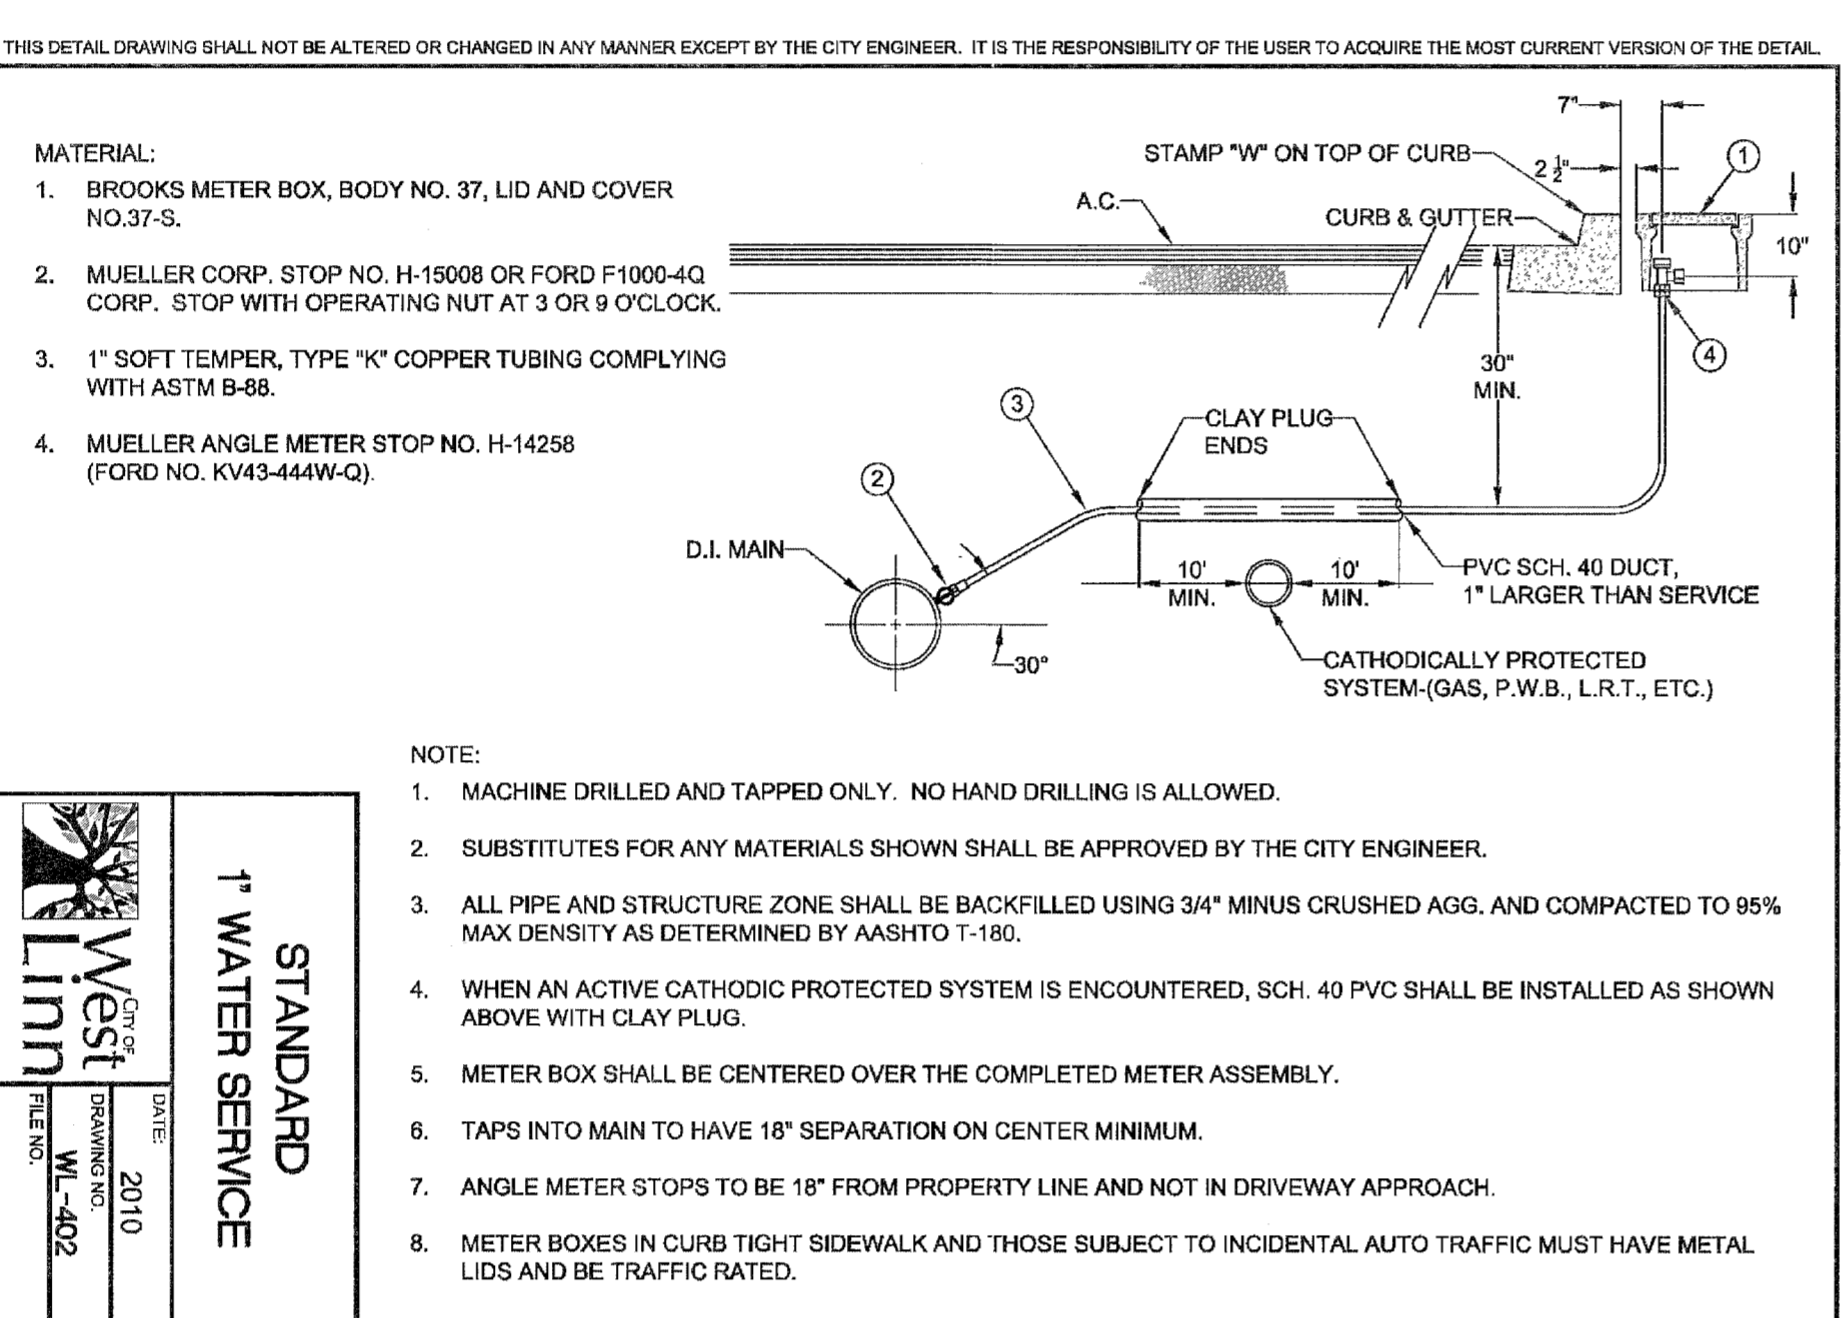 THIS DETAIL DRAWING SHALL NOT BE ALTERED OR CHANGED IN ANY MANNER EXCEPT BY THE CITY ENGINEER. IT IS THE RESPONSIBILITY OF THE USER TO ACQUIRE THE MOST CURRENT VERSION OF THE DETAIL.
MATERIAL:
1. BROOKS METER BOX, BODY NO. 37, LID AND COVER
NO.37-S.
2. MUELLER CORP. STOP NO. H-15008 OR FORD F1000-4Q
CORP. STOP WITH OPERATING NUT AT 3 OR 9 O'CLOCK.
3. 1" SOFT TEMPER, TYPE "K" COPPER TUBING COMPLYING
WITH ASTM B-88.
4. MUELLER ANGLE METER STOP NO. H-14258
(FORD NO. KV43-444W-Q).
7"
STAMP "W" ON TOP OF CURB
2 ½"
1
A.C.
CURB & GUTTER
10"
30"
MIN.
4
3
CLAY PLUG
ENDS
2
D.I. MAIN
10'
MIN.
10'
MIN.
PVC SCH. 40 DUCT,
1" LARGER THAN SERVICE
30°
CATHODICALLY PROTECTED
SYSTEM-(GAS, P.W.B., L.R.T., ETC.)
NOTE:
1. MACHINE DRILLED AND TAPPED ONLY. NO HAND DRILLING IS ALLOWED.
2. SUBSTITUTES FOR ANY MATERIALS SHOWN SHALL BE APPROVED BY THE CITY ENGINEER.
3. ALL PIPE AND STRUCTURE ZONE SHALL BE BACKFILLED USING 3/4" MINUS CRUSHED AGG. AND COMPACTED TO 95%
MAX DENSITY AS DETERMINED BY AASHTO T-180.
4. WHEN AN ACTIVE CATHODIC PROTECTED SYSTEM IS ENCOUNTERED, SCH. 40 PVC SHALL BE INSTALLED AS SHOWN
ABOVE WITH CLAY PLUG.
5. METER BOX SHALL BE CENTERED OVER THE COMPLETED METER ASSEMBLY.
6. TAPS INTO MAIN TO HAVE 18" SEPARATION ON CENTER MINIMUM.
7. ANGLE METER STOPS TO BE 18" FROM PROPERTY LINE AND NOT IN DRIVEWAY APPROACH.
8. METER BOXES IN CURB TIGHT SIDEWALK AND THOSE SUBJECT TO INCIDENTAL AUTO TRAFFIC MUST HAVE METAL
LIDS AND BE TRAFFIC RATED.
STANDARD
1" WATER SERVICE
CITY OF
West
Linn
DATE:
2010
DRAWING NO.
WL-402
FILE NO.